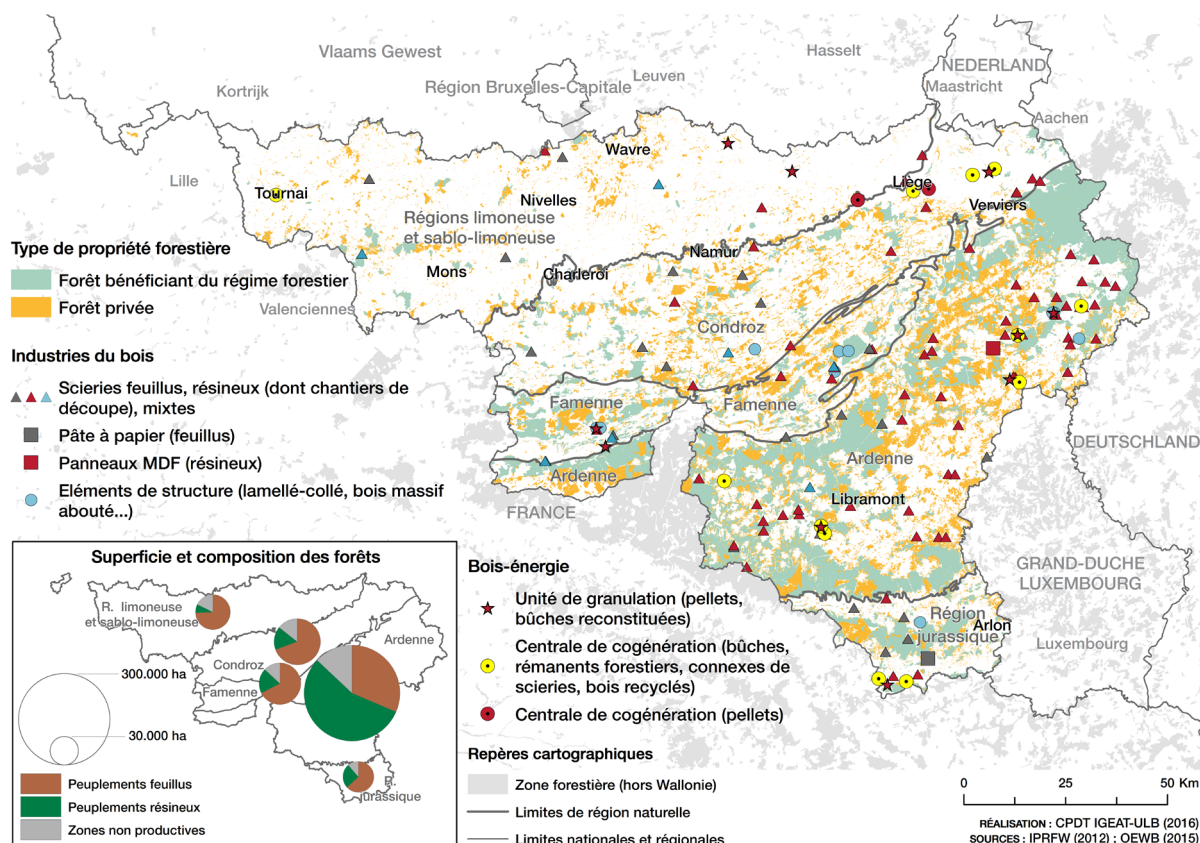 Vlaams Gewest
Hasselt
NEDERLAND
Leuven
Région Bruxelles-Capitale
Maastricht
Kortrijk
Aachen
Wavre
Lille
Liège
Tournai
Nivelles
Verviers
Régions limoneuse
et sablo-limoneuse
Namur
Mons
Charleroi
Valenciennes
Condroz
Famenne
Famenne
DEUTSCHLAND
Ardenne
Ardenne
Libramont
FRANCE
GRAND-DUCHE
LUXEMBOURG
Région
jurassique
Arlon
Luxembourg
Type de propriété forestière
Forêt bénéficiant du régime forestier
Forêt privée
Industries du bois
Scieries feuillus, résineux (dont chantiers de
découpe), mixtes
Pâte à papier (feuillus)
Panneaux MDF (résineux)
Eléments de structure (lamellé-collé, bois massif
abouté...)
Superficie et composition des forêts
R. limoneuse
et sablo-limoneuse
Ardenne
Condroz
Famenne
R.
jurassique
300.000 ha
30.000 ha
Peuplements feuillus
Peuplements résineux
Zones non productives
Bois-énergie
Unité de granulation (pellets,
bûches reconstituées)
Centrale de cogénération (bûches,
rémanents forestiers, connexes de
scieries, bois recyclés)
Centrale de cogénération (pellets)
Repères cartographiques
Zone forestière (hors Wallonie)
Limites de région naturelle
Limites nationales et régionales
0 25 50 Km
RÉALISATION : CPDT IGEAT-ULB (2016)
SOURCES : IPRFW (2012) ; OEWB (2015)